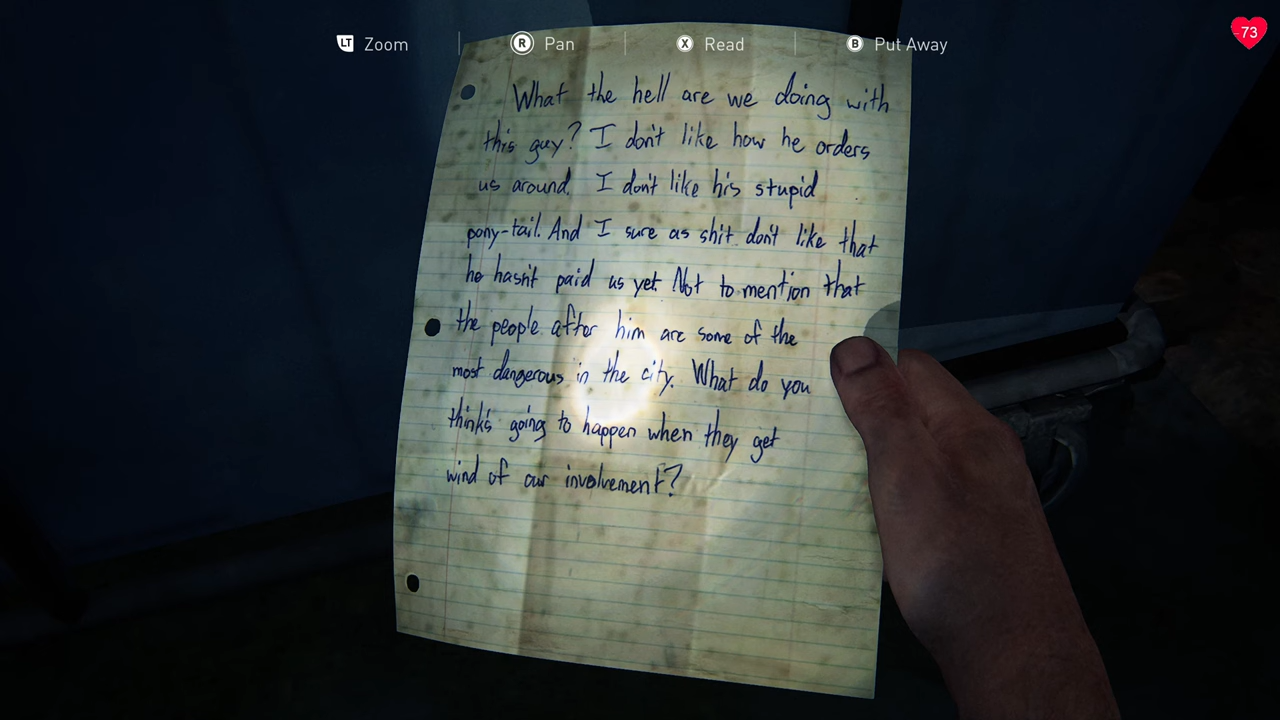 LT Zoom R Pan X Read B Put Away
73
What the hell are we doing with
this guy? I don't like how he orders
us around. I don't like his stupid
pony-tail. And I sure as shit don't like that
he hasn't paid us yet. Not to mention that
the people after him are some of the
most dangerous in the city. What do you
think's going to happen when they get
wind of our involvement?